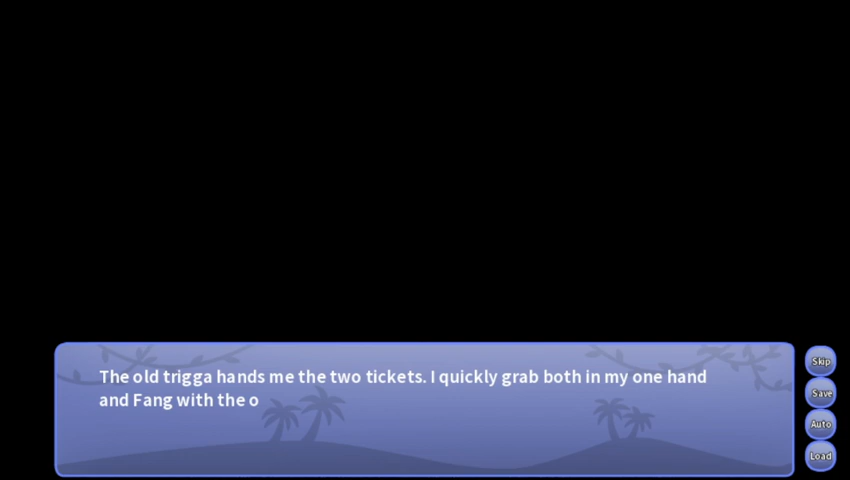 The old trigga hands me the two tickets. I quickly grab both in my one hand
and Fang with the o
Skip
Save
Auto
Load